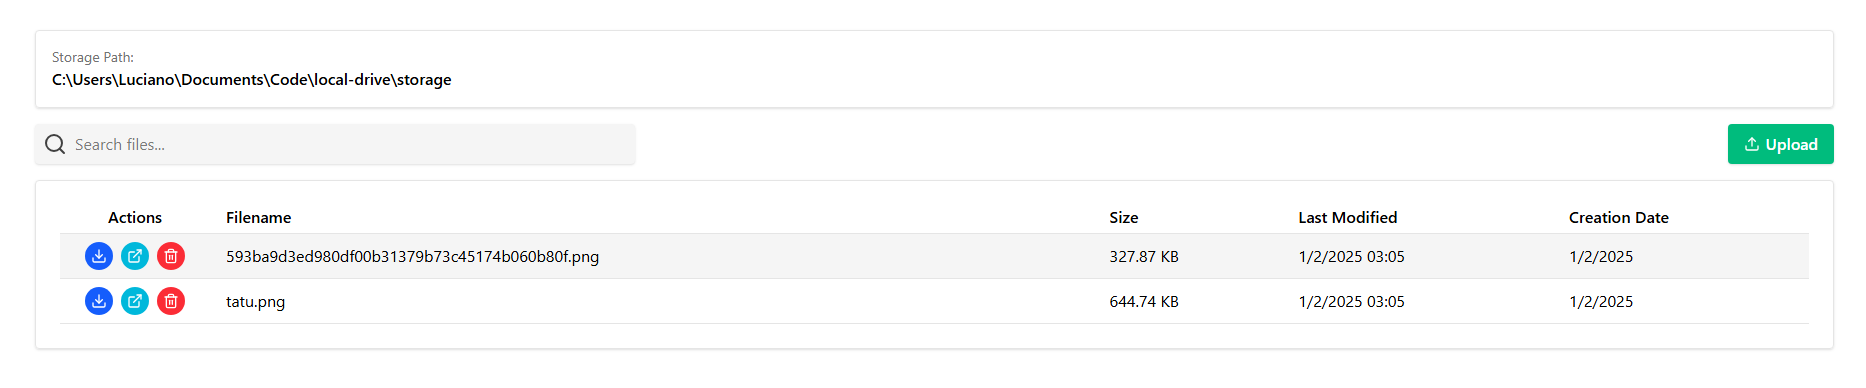 Storage Path:
C:\Users\Luciano\Documents\Code\local-drive\storage
Search files...
Upload
Actions Filename Size Last Modified Creation Date
593ba9d3ed980df00b31379b73c45174b060b80f.png 327.87 KB 1/2/2025 03:05 1/2/2025
tatu.png 644.74 KB 1/2/2025 03:05 1/2/2025